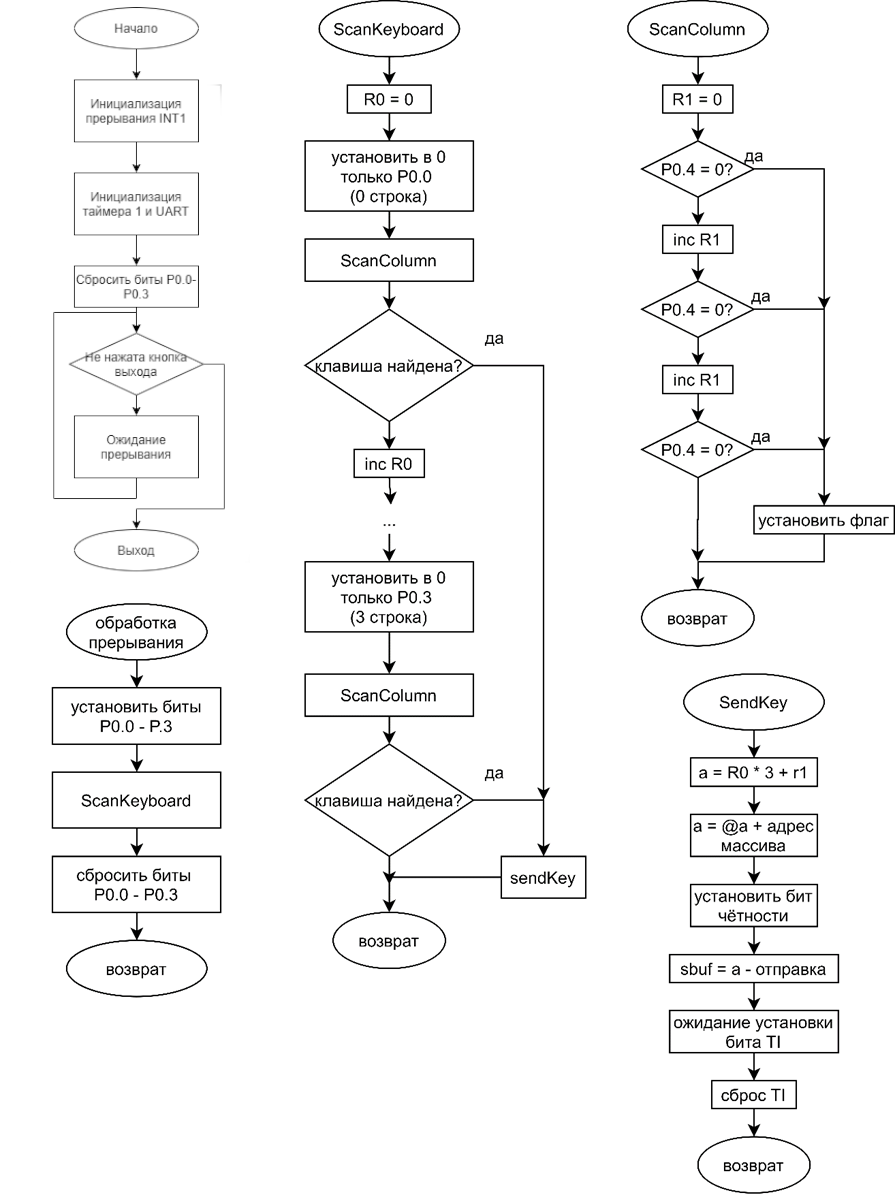 Начало
Инициализация
прерывания INT1
Инициализация
таймера 1 и UART
Сбросить биты P0.0-
P0.3
Не нажата кнопка
выхода
Ожидание
прерывания
Выход
обработка
прерывания
установить биты
P0.0 - P.3
ScanKeyboard
сбросить биты
P0.0 - P0.3
возврат
ScanKeyboard
R0 = 0
установить в 0
только P0.0
(0 строка)
ScanColumn
да
клавиша найдена?
inc R0
...
установить в 0
только P0.3
(3 строка)
ScanColumn
да
клавиша найдена?
sendKey
возврат
ScanColumn
R1 = 0
да
P0.4 = 0?
inc R1
да
P0.4 = 0?
inc R1
да
P0.4 = 0?
установить флаг
возврат
SendKey
a = R0 * 3 + r1
a = @a + адрес
массива
установить бит
чётности
sbuf = a - отправка
ожидание установки
бита TI
сброс TI
возврат